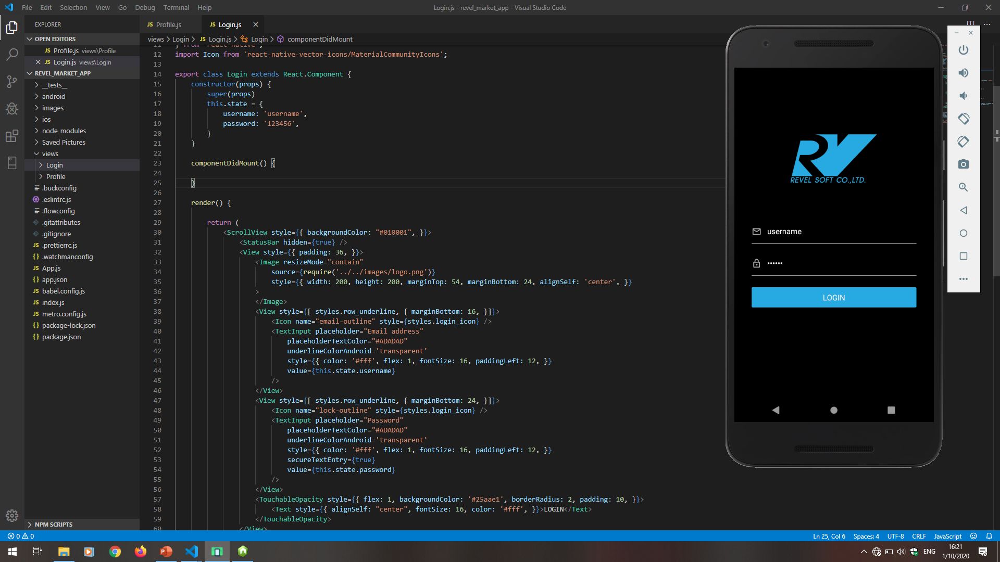 File Edit Selection View Go Debug Terminal Help
Login.js - revel_market_app - Visual Studio Code
EXPLORER
JS Profile.js
JS Login.js
OPEN EDITORS
JS Profile.js views\Profile
JS Login.js views\Login
REVEL_MARKET_APP
__tests__
android
images
ios
node_modules
Saved Pictures
views
Login
Profile
.buckconfig
.eslintrc.js
.flowconfig
.gitattributes
.gitignore
JS .prettierrc.js
{} .watchmanconfig
JS App.js
{} app.json
JS babel.config.js
JS index.js
JS metro.config.js
{} package-lock.json
{} package.json
NPM SCRIPTS
views > Login > JS Login.js > Login > componentDidMount
11 } from 'react-native';
12 import Icon from 'react-native-vector-icons/MaterialCommunityIcons';
13
14 export class Login extends React.Component {
15 constructor(props) {
16 super(props)
17 this.state = {
18 username: 'username',
19 password: '123456',
20 }
21 }
22
23 componentDidMount() {
24
25 }
26
27 render() {
28
29 return (
30 <ScrollView style={{ backgroundColor: "#010001", }}>
31 <StatusBar hidden={true} />
32 <View style={{ padding: 36, }}>
33 <Image resizeMode="contain"
34 source={require('../../images/logo.png')}
35 style={{ width: 200, height: 200, marginTop: 54, marginBottom: 24, alignSelf: 'center', }}
36 >
37 </Image>
38 <View style={[ styles.row_underline, { marginBottom: 16, }]}>
39 <Icon name="email-outline" style={styles.login_icon} />
40 <TextInput placeholder="Email address"
41 placeholderTextColor="#ADADAD"
42 underlineColorAndroid='transparent'
43 style={{ color: '#fff', flex: 1, fontSize: 16, paddingLeft: 12, }}
44 value={this.state.username}
45 />
46 </View>
47 <View style={[ styles.row_underline, { marginBottom: 24, }]}>
48 <Icon name="lock-outline" style={styles.login_icon} />
49 <TextInput placeholder="Password"
50 placeholderTextColor="#ADADAD"
51 underlineColorAndroid='transparent'
52 style={{ color: '#fff', flex: 1, fontSize: 16, paddingLeft: 12, }}
53 secureTextEntry={true}
54 value={this.state.password}
55 />
56 </View>
57 <TouchableOpacity style={{ flex: 1, backgroundColor: '#25aae1', borderRadius: 2, padding: 10, }}>
58 <Text style={{ alignSelf: "center", fontSize: 16, color: '#fff', }}>LOGIN</Text>
59 </TouchableOpacity>
60 </View>
RV
REVEL SOFT CO.,LTD.
username
••••••
LOGIN
0 0
Ln 25, Col 6 Spaces: 4 UTF-8 CRLF JavaScript
ENG
16:21
1/10/2020